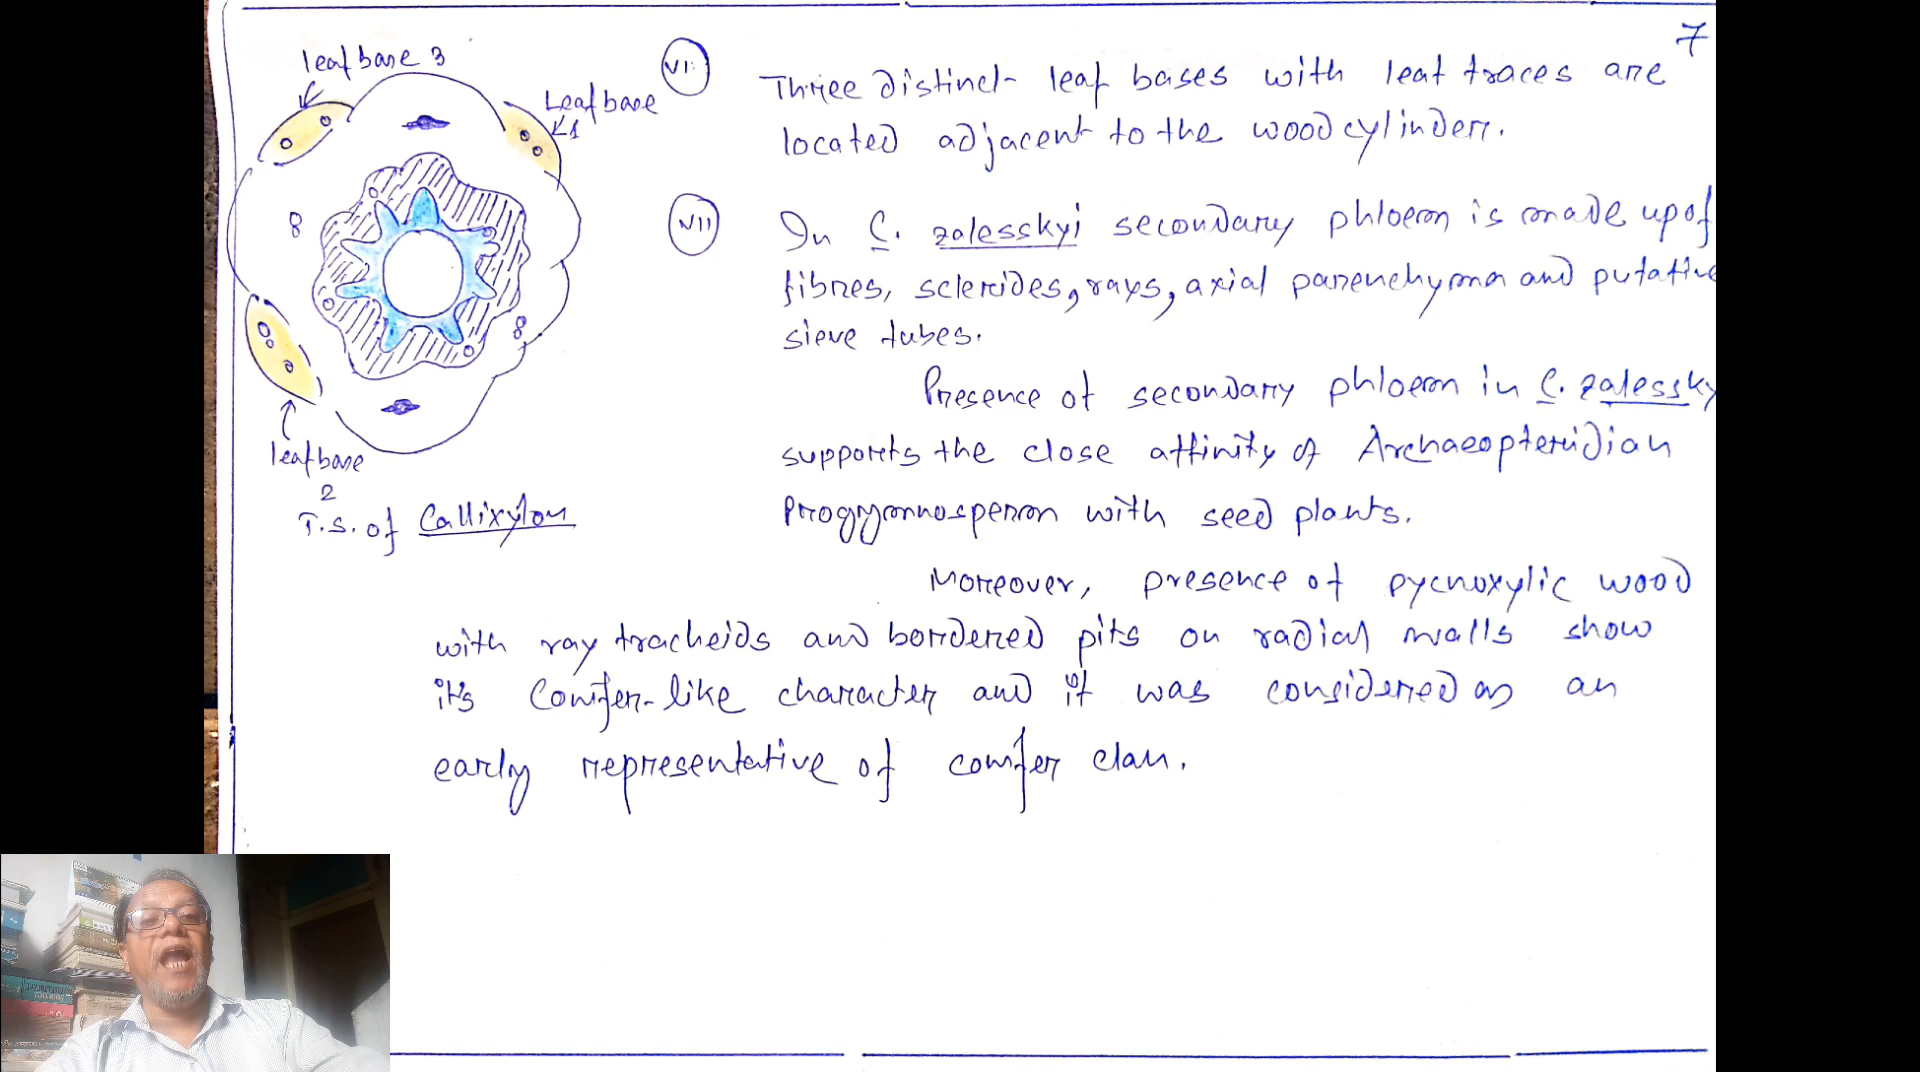 7
leaf base 3
Leaf base
1
leaf base
2
T.S. of Callixylon
VI
Three distinct leaf bases with leaf traces are
located adjacent to the wood cylinder.
VII
In C. zalesskyi secondary phloem is made up of
fibres, sclerides, rays, axial parenchyma and putative
sieve tubes.
Presence of secondary phloem in C. zalessky
supports the close affinity of Archaeopteridian
Progymnosperm with seed plants.
Moreover, presence of pycnoxylic wood
with ray tracheids and bordered pits on radial walls show
it's Conifer-like character and it was considered as an
early representative of conifer clan.